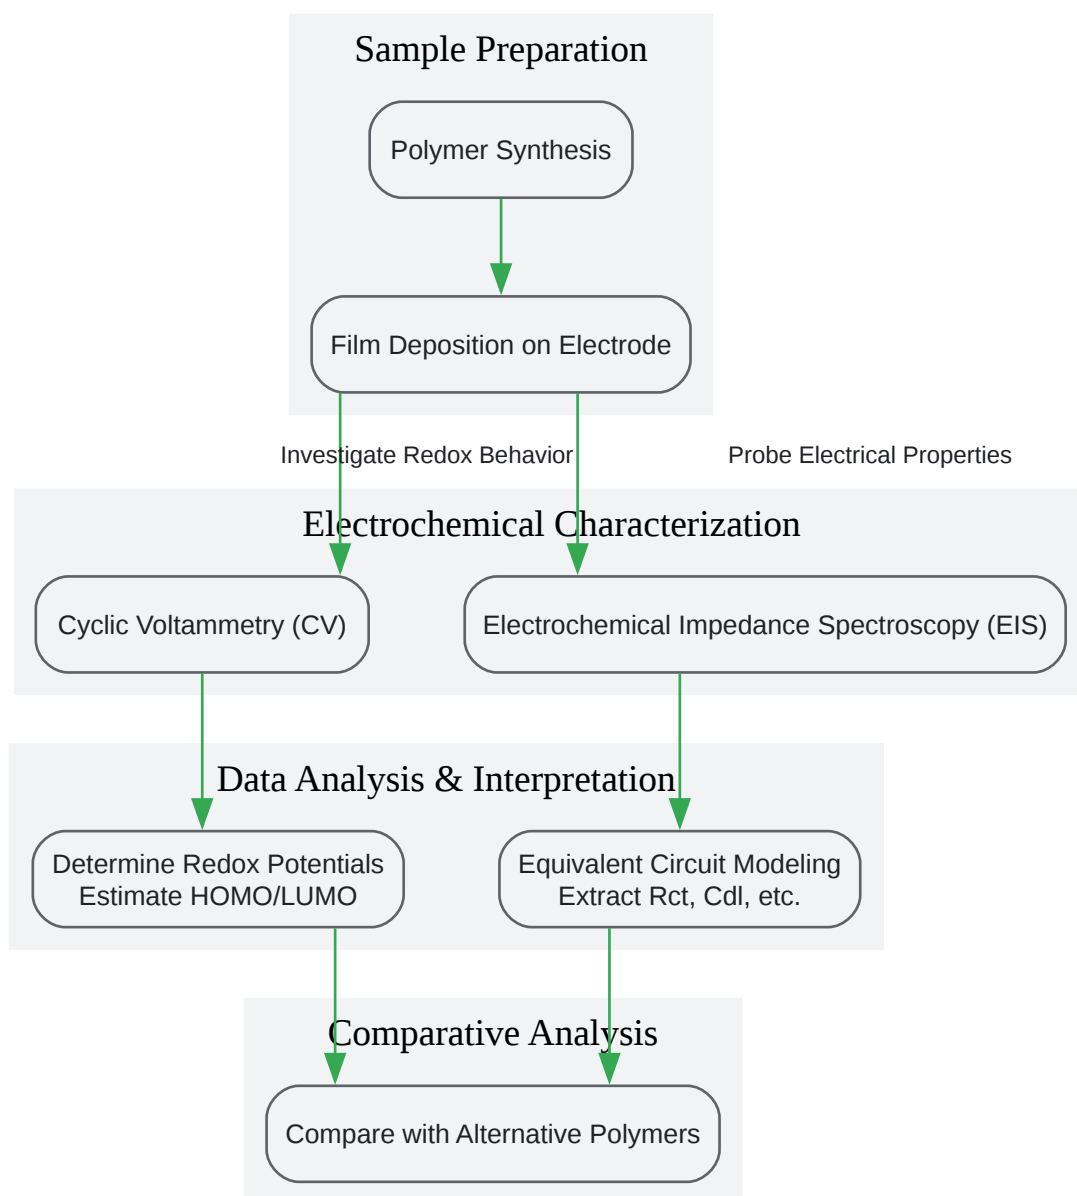 Sample Preparation
Polymer Synthesis
Film Deposition on Electrode
Investigate Redox Behavior
Probe Electrical Properties
Electrochemical Characterization
Cyclic Voltammetry (CV)
Electrochemical Impedance Spectroscopy (EIS)
Data Analysis & Interpretation
Determine Redox Potentials
Estimate HOMO/LUMO
Equivalent Circuit Modeling
Extract Rct, Cdl, etc.
Comparative Analysis
Compare with Alternative Polymers